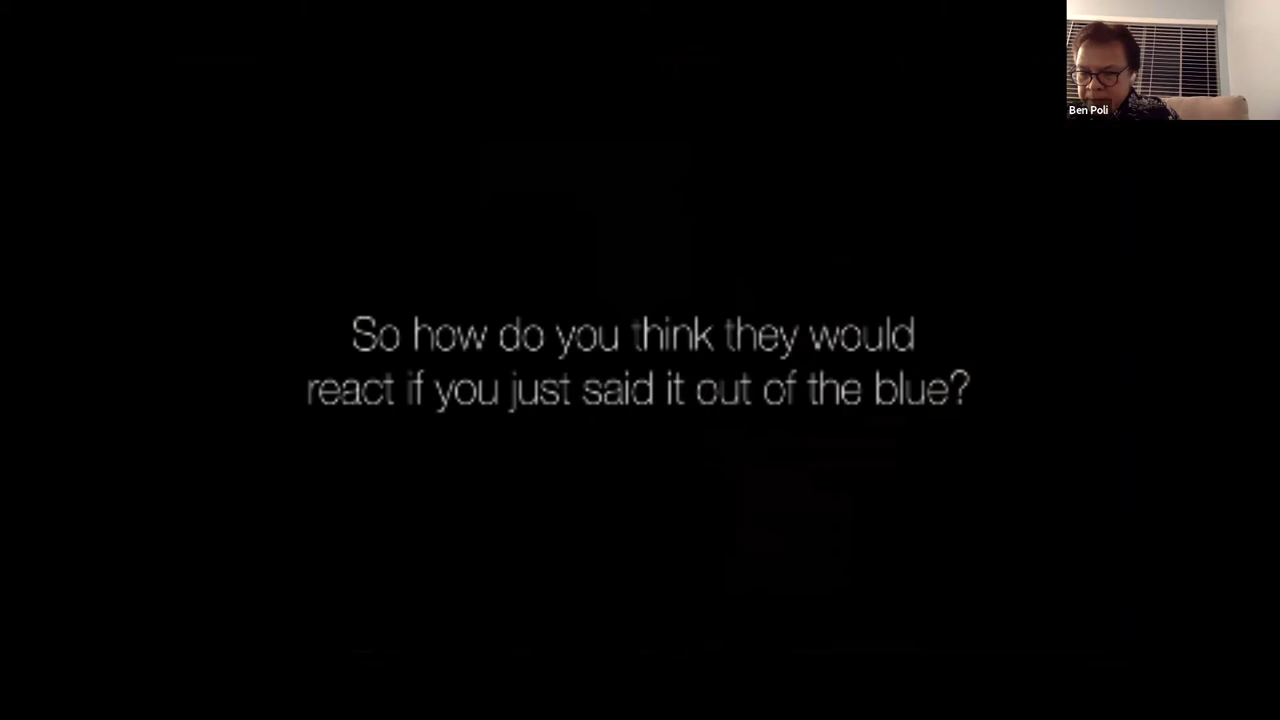 Ben Poli
So how do you think they would
react if you just said it out of the blue?